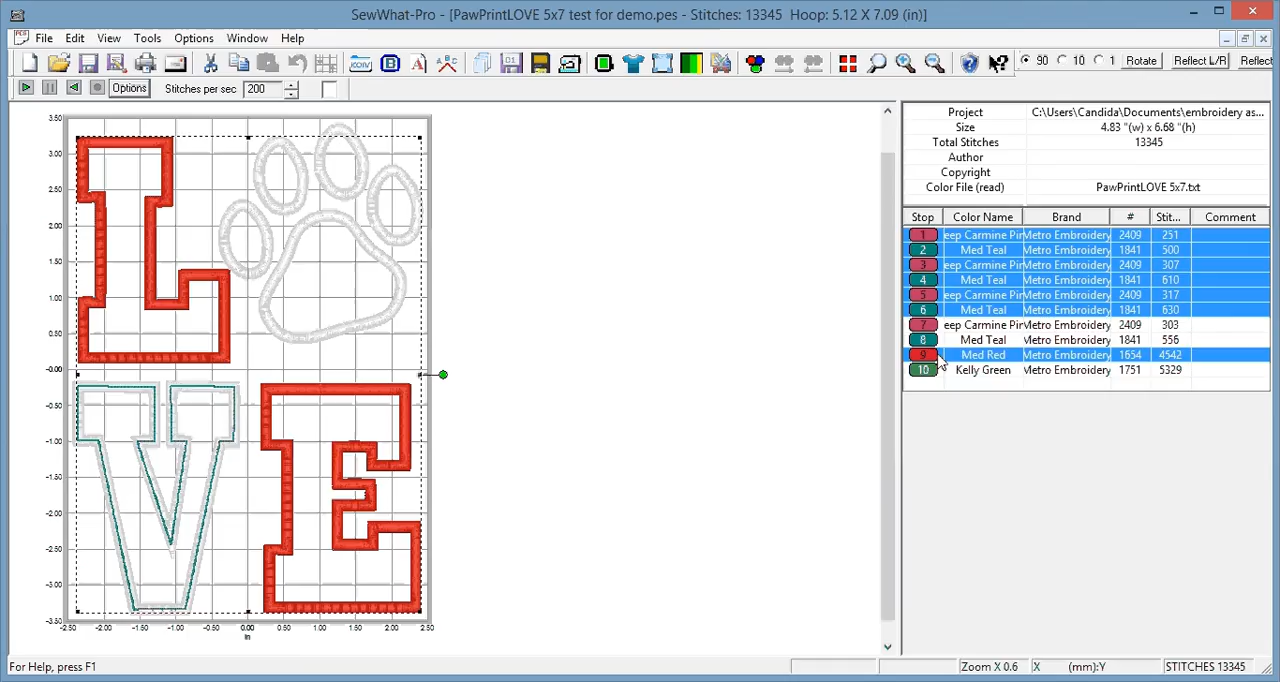 SewWhat-Pro - [PawPrintLOVE 5x7 test for demo.pes - Stitches: 13345 Hoop: 5.12 X 7.09 (in)]
File Edit View Tools Options Window Help
90 10 1 Rotate Reflect L/R Reflect
Options Stitches per sec 200
3.50
3.00
2.50
2.00
1.50
1.00
0.50
-0.00
-0.50
-1.00
-1.50
-2.00
-2.50
-3.00
-3.50
-2.50 -2.00 -1.50 -1.00 -0.50 0.00 0.50 1.00 1.50 2.00 2.50
in
L
V E
Project C:\Users\Candida\Documents\embroidery as...
Size 4.83 "(w) x 6.68 "(h)
Total Stitches 13345
Author
Copyright
Color File (read) PawPrintLOVE 5x7.txt
Stop Color Name Brand # Stit... Comment
1 eep Carmine Pin Metro Embroidery 2409 251
2 Med Teal Metro Embroidery 1841 500
3 eep Carmine Pin Metro Embroidery 2409 307
4 Med Teal Metro Embroidery 1841 610
5 eep Carmine Pin Metro Embroidery 2409 317
6 Med Teal Metro Embroidery 1841 630
7 eep Carmine Pin Metro Embroidery 2409 303
8 Med Teal Metro Embroidery 1841 556
9 Med Red Metro Embroidery 1654 4542
10 Kelly Green Metro Embroidery 1751 5329
For Help, press F1 Zoom X 0.6 X (mm):Y STITCHES 13345